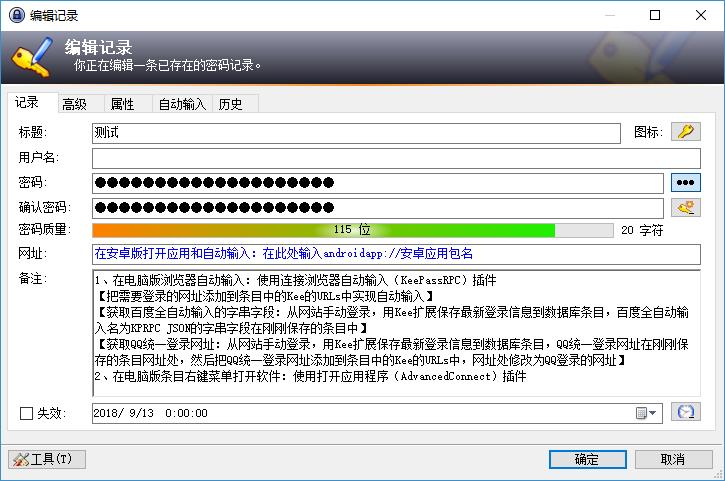 编辑记录
编辑记录
你正在编辑一条已存在的密码记录。
记录 高级 属性 自动输入 历史
标题: 测试 图标:
用户名:
密码: ●●●●●●●●●●●●●●●●●●●●
确认密码: ●●●●●●●●●●●●●●●●●●●●
密码质量: 115 位 20 字符
网址: 在安卓版打开应用和自动输入: 在此处输入androidapp://安卓应用包名
备注: 1、在电脑版浏览器自动输入: 使用连接浏览器自动输入（KeePassRPC）插件
【把需要登录的网址添加到条目中的Kee的URLs中实现自动输入】
【获取百度全自动输入的字串字段: 从网站手动登录, 用Kee扩展保存最新登录信息到数据库条目, 百度全自动输
入名为KPRPC JSON的字串字段在刚刚保存的条目中】
【获取QQ统一登录网址: 从网站手动登录, 用Kee扩展保存最新登录信息到数据库条目, QQ统一登录网址在刚刚保
存的条目网址处, 然后把QQ统一登录网址添加到条目中的Kee的URLs中, 网址处修改为QQ登录的网址】
2、在电脑版条目右键菜单打开软件: 使用打开应用程序（AdvancedConnect）插件
失效: 2018/ 9/13 0:00:00
工具(T) 确定 取消